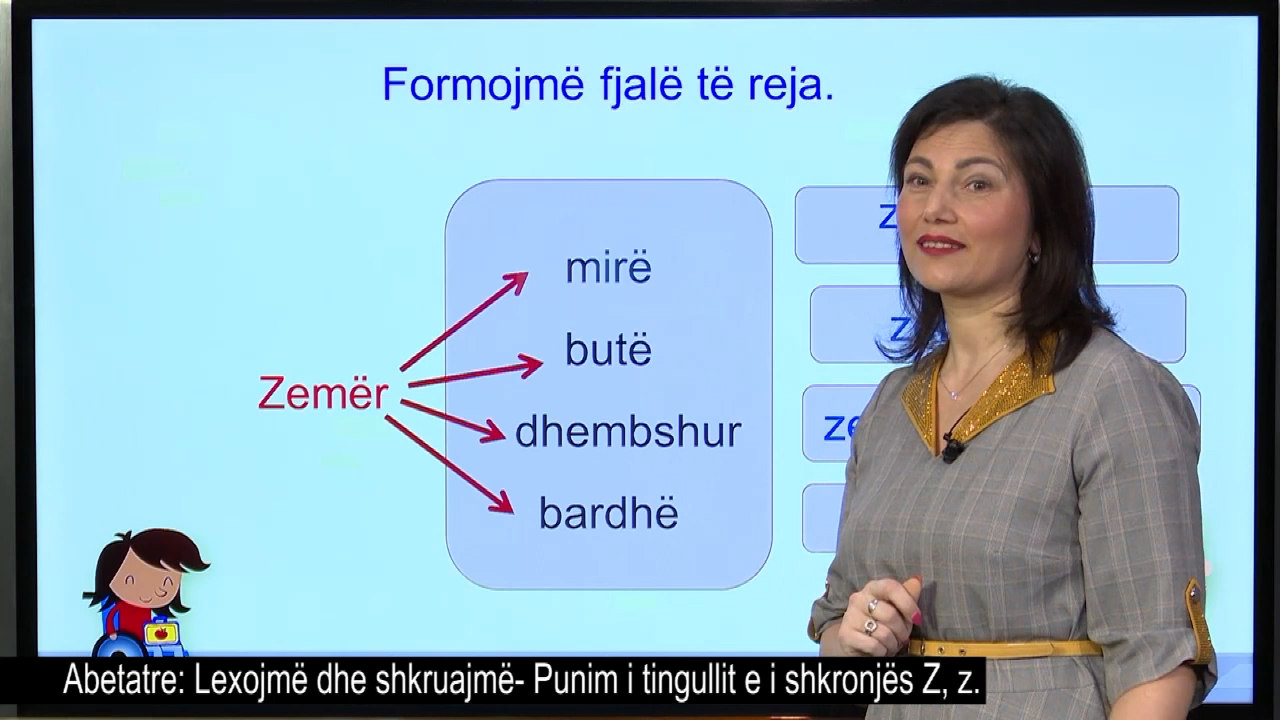 Formojmë fjalë të reja.
mirë
butë
Zemër
dhembshur
bardhë
Abetatre: Lexojmë dhe shkruajmë- Punim i tingullit e i shkronjës Z, z.